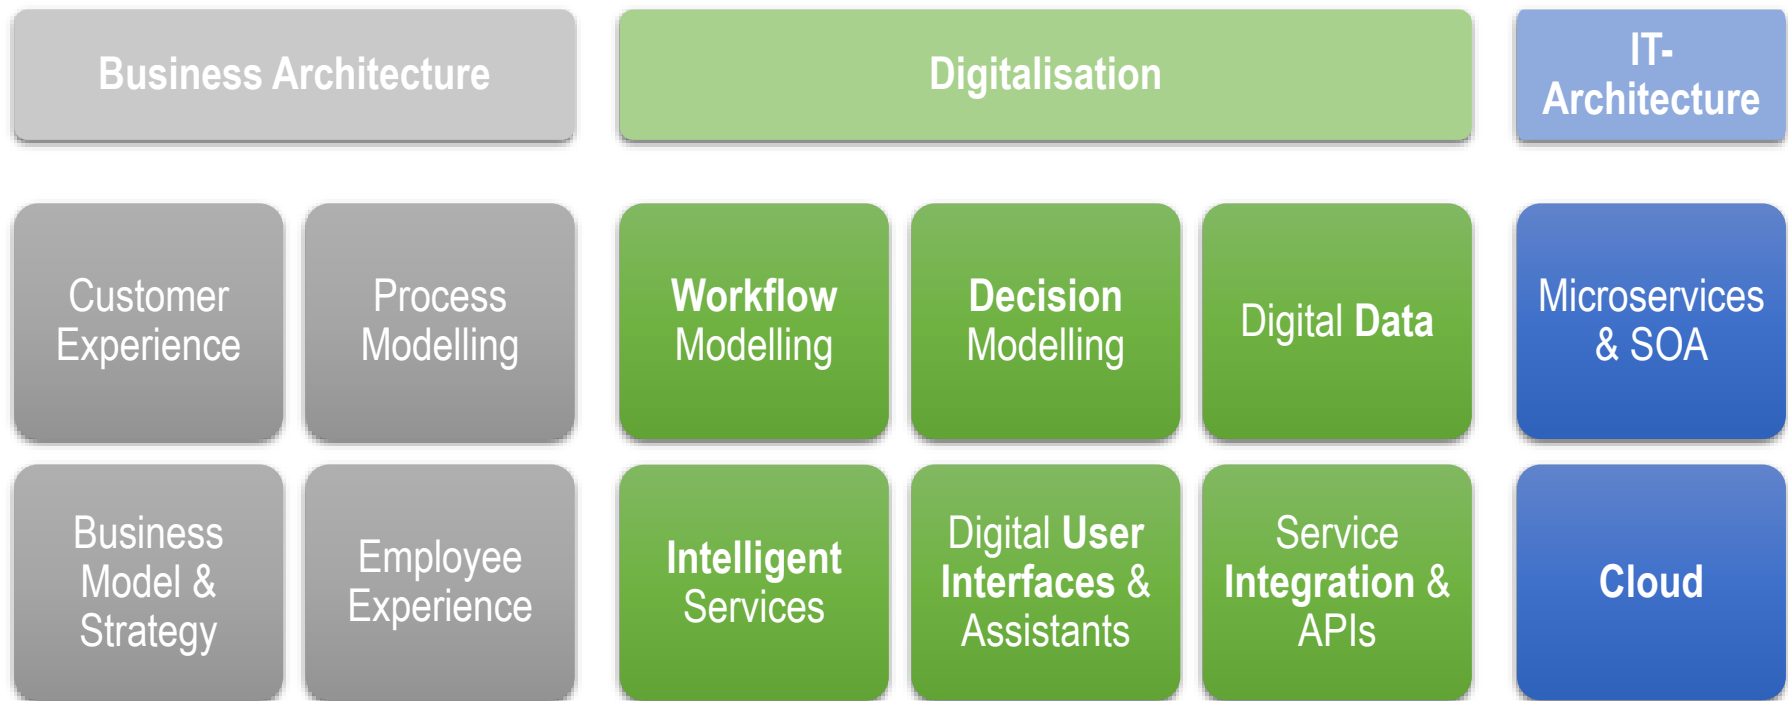 Business Architecture
Digitalisation
IT-
Architecture
Customer
Experience
Process
Modelling
Workflow
Modelling
Decision
Modelling
Digital Data
Microservices
& SOA
Business
Model &
Strategy
Employee
Experience
Intelligent
Services
Digital User
Interfaces &
Assistants
Service
Integration &
APIs
Cloud